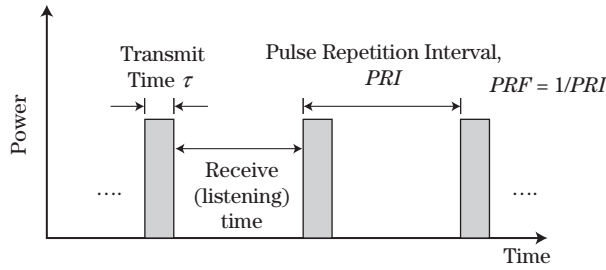 Transmit
Time τ
Pulse Repetition Interval,
PRI
PRF = 1/PRI
Power
Receive
(listening)
time
....
....
Time